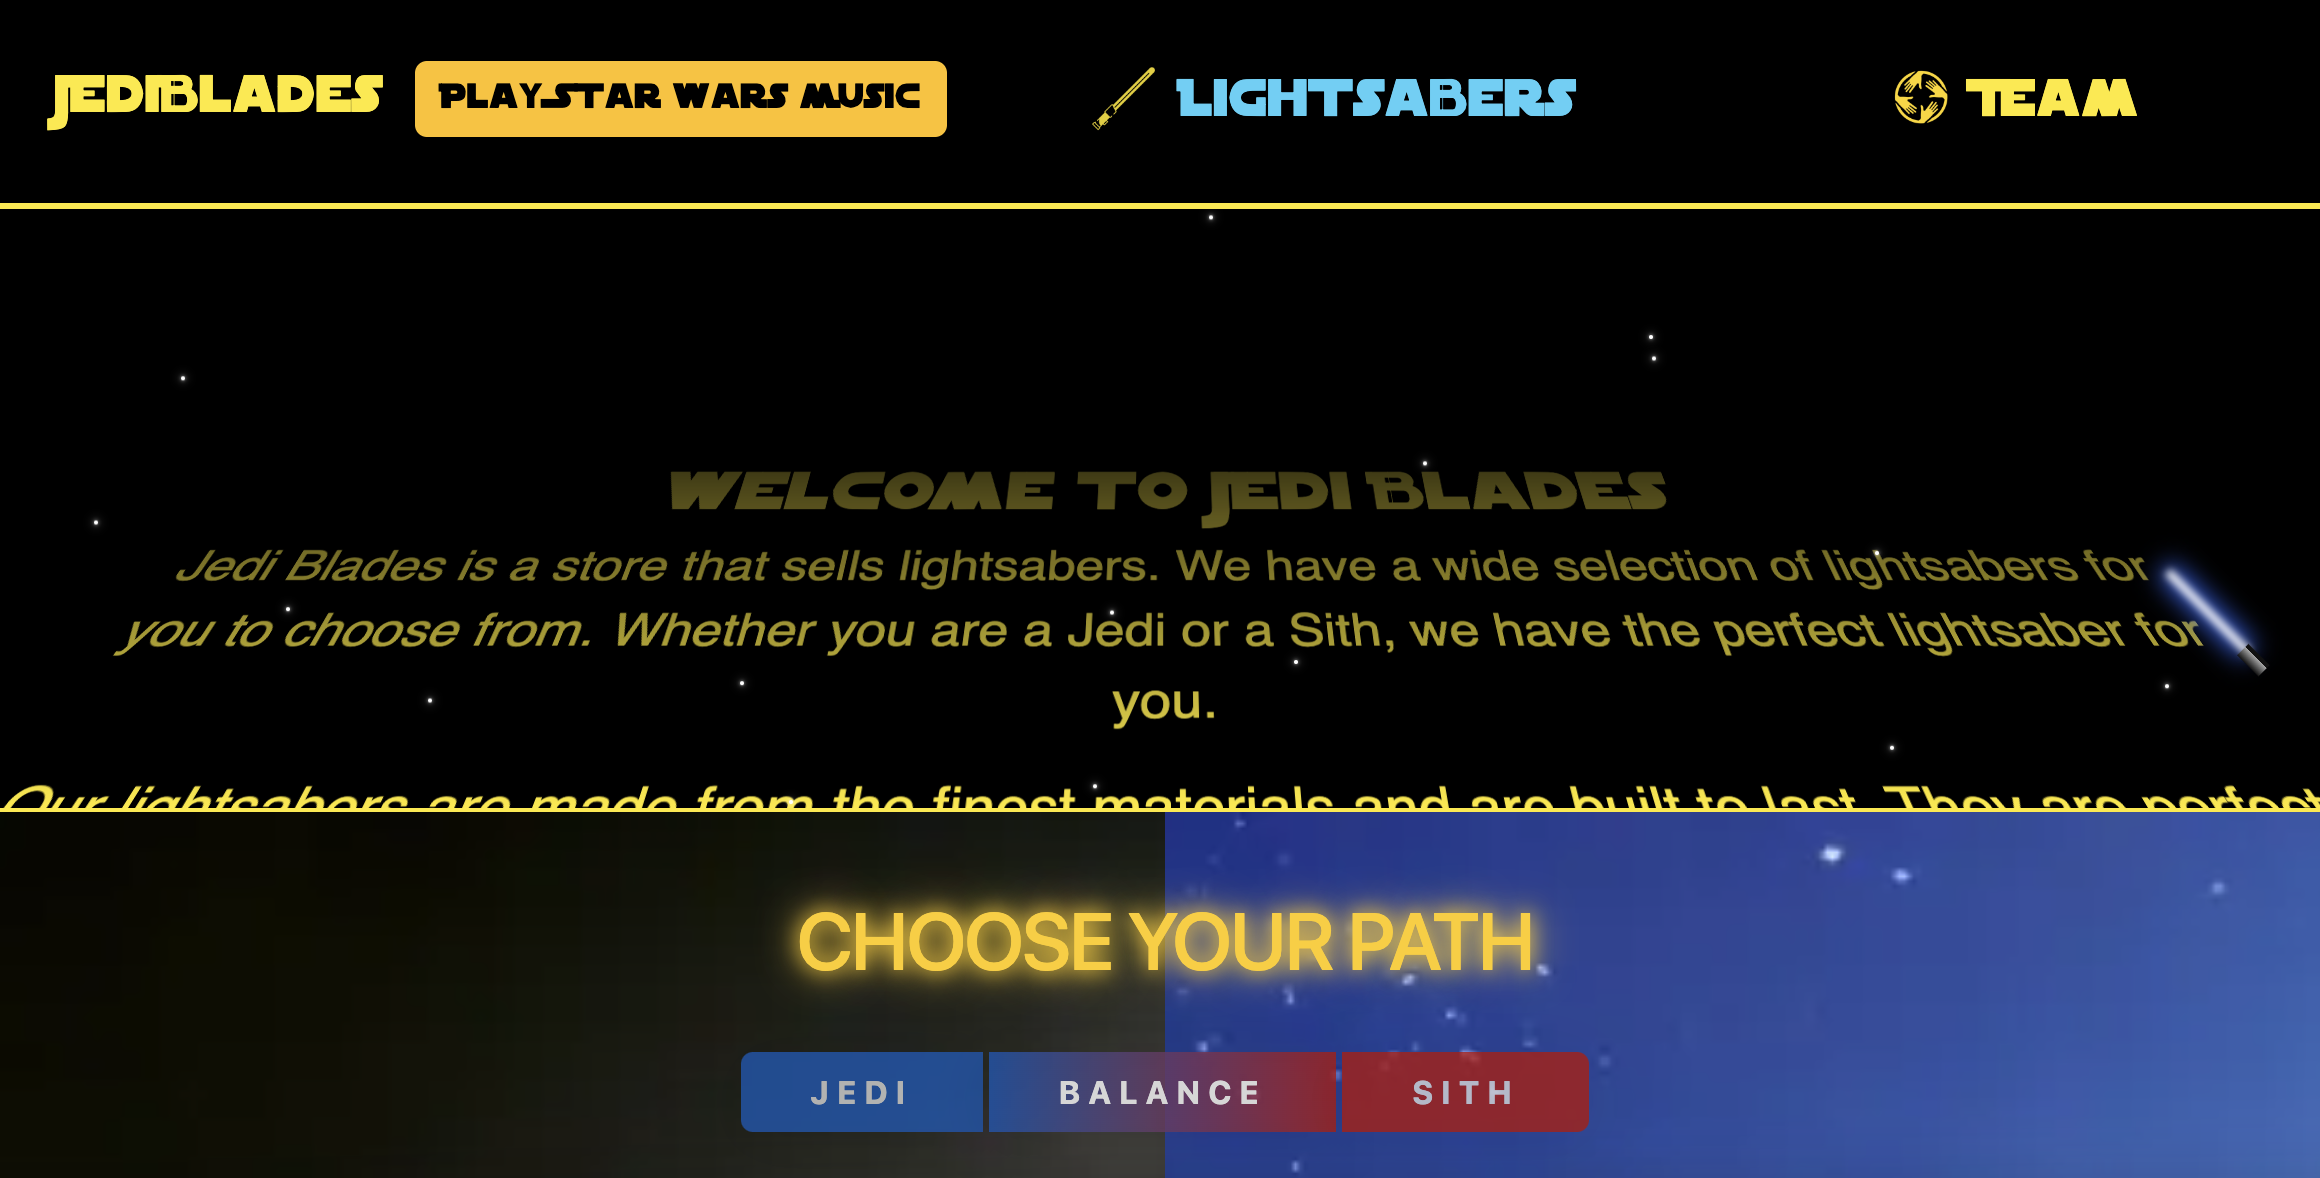 JEDIBLADES
PLAY STAR WARS MUSIC
LIGHTSABERS
TEAM
WELCOME TO JEDI BLADES
Jedi Blades is a store that sells lightsabers. We have a wide selection of lightsabers for
you to choose from. Whether you are a Jedi or a Sith, we have the perfect lightsaber for
you.
Our lightsabers are made from the finest materials and are built to last. They are perfect
CHOOSE YOUR PATH
JEDI
BALANCE
SITH